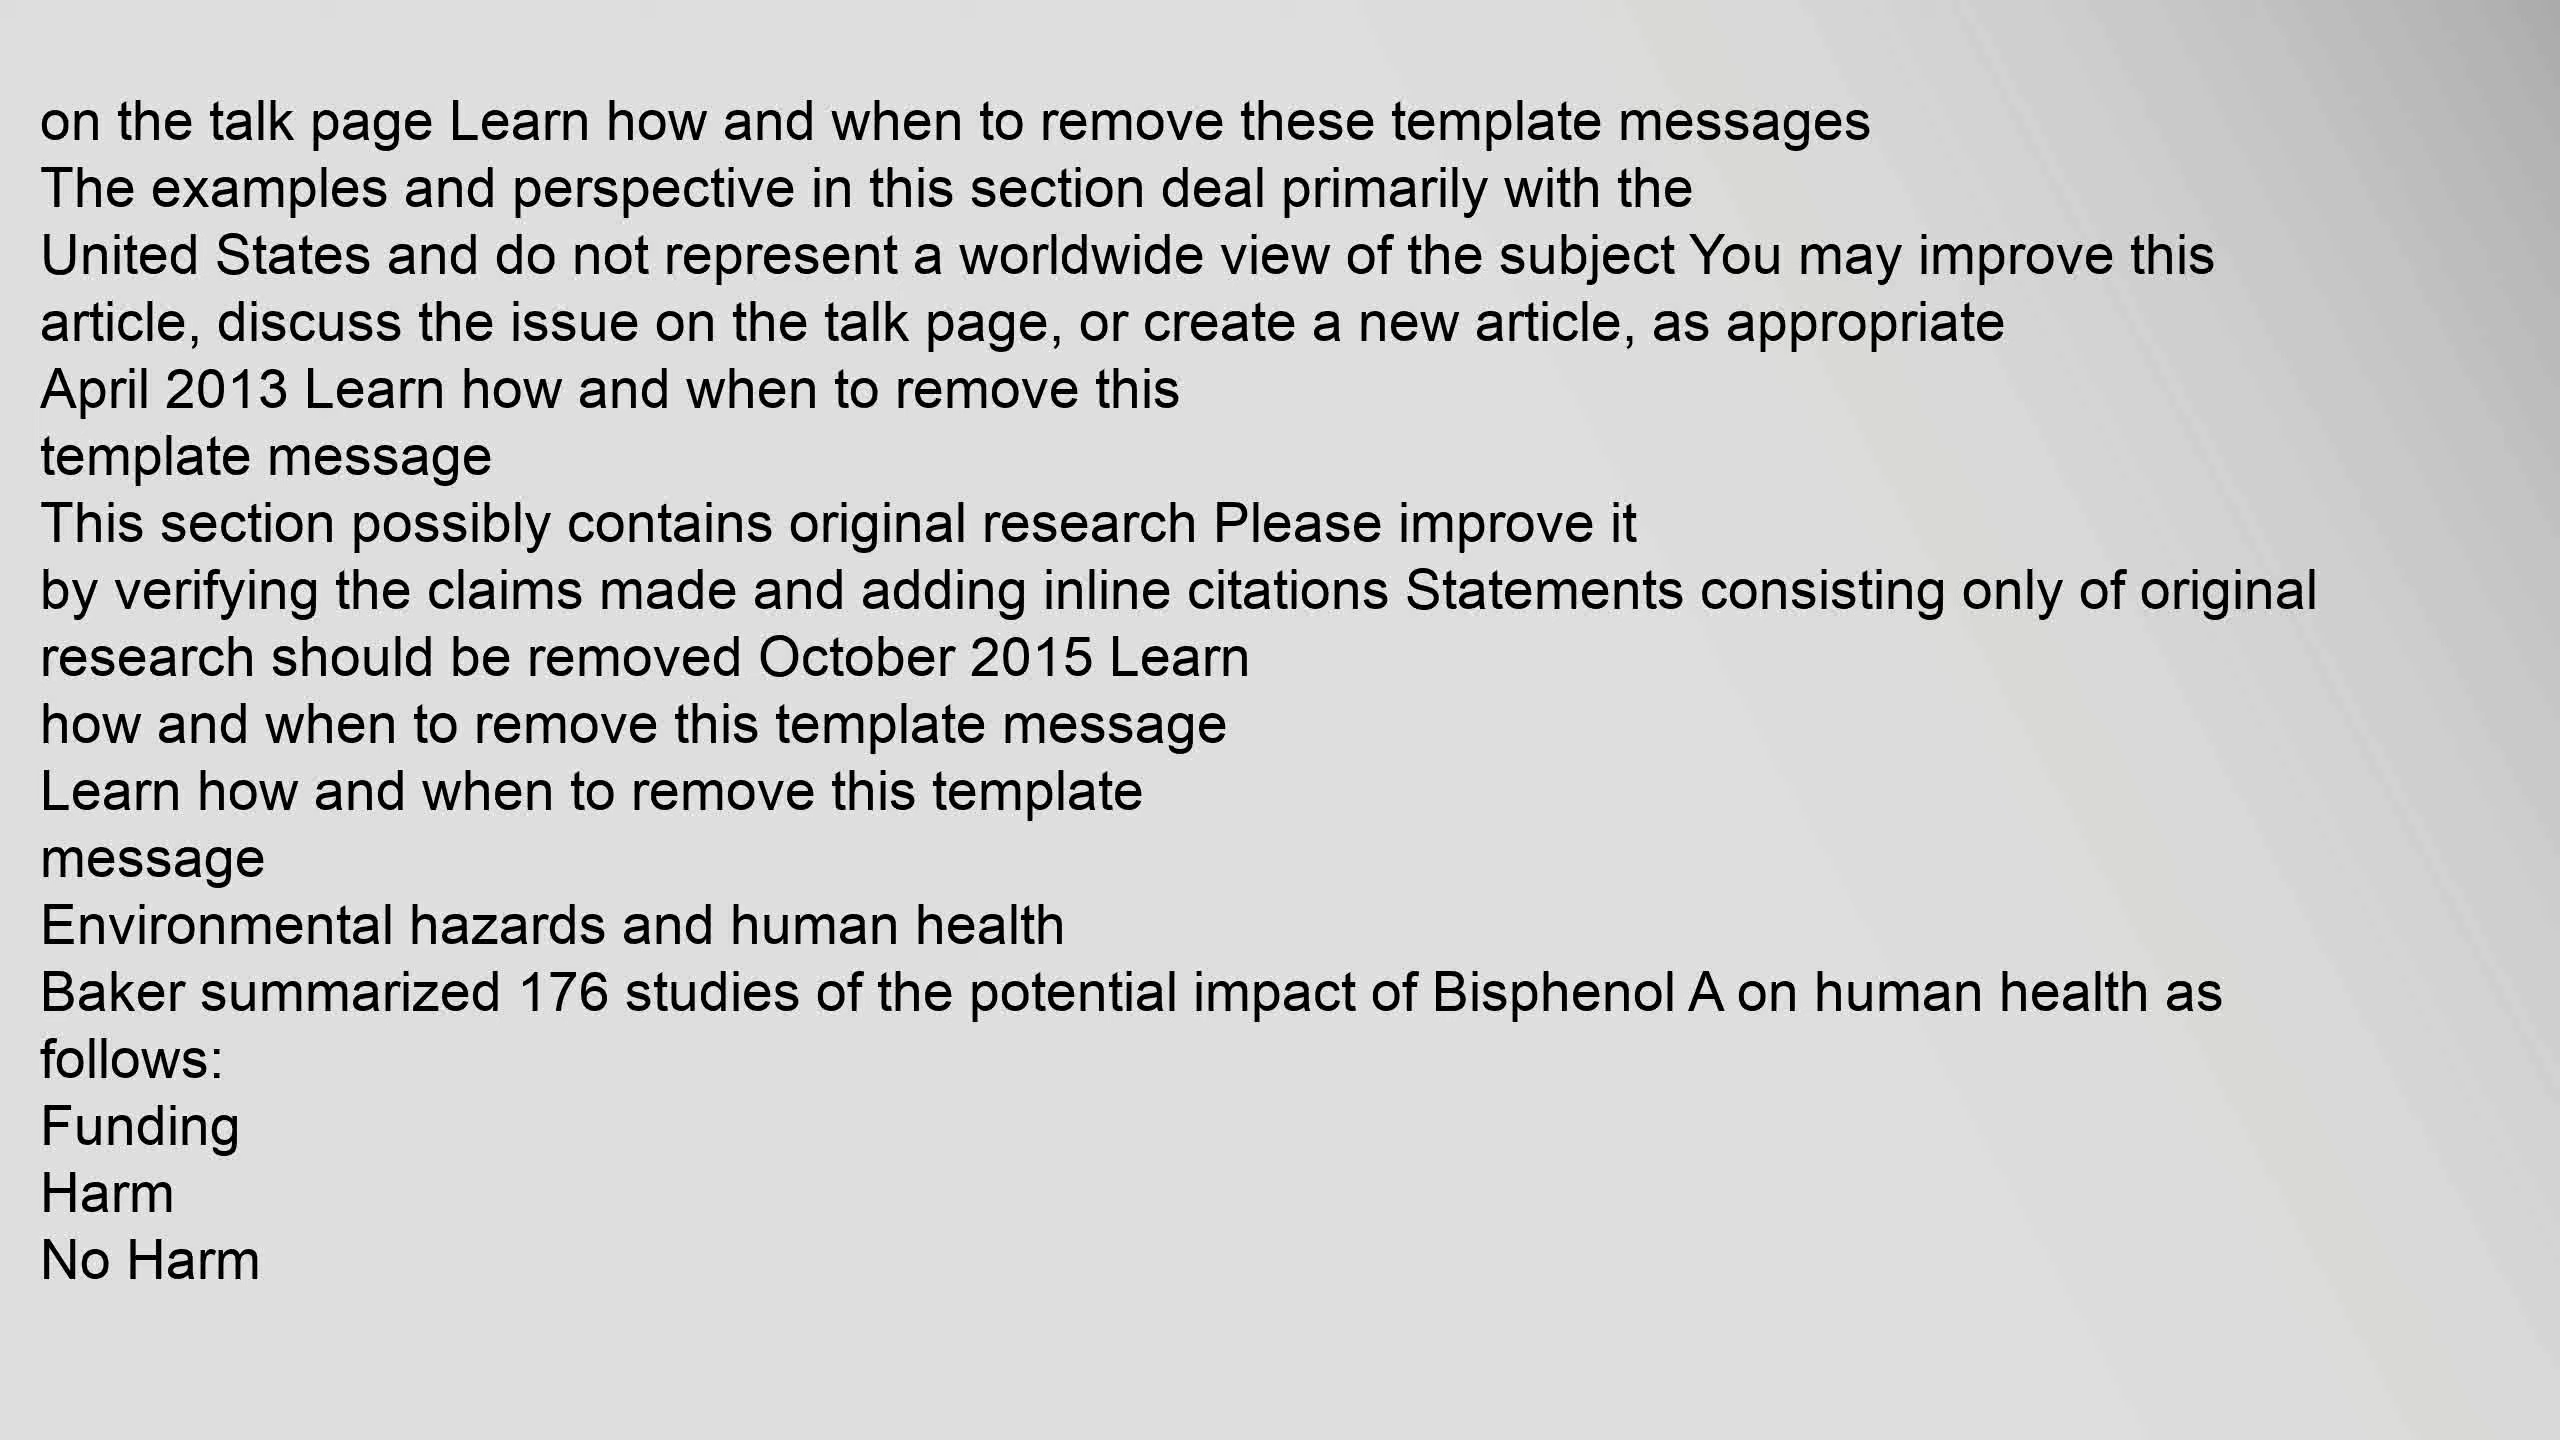 on the talk page Learn how and when to remove these template messages
The examples and perspective in this section deal primarily with the
United States and do not represent a worldwide view of the subject You may improve this
article, discuss the issue on the talk page, or create a new article, as appropriate
April 2013 Learn how and when to remove this
template message
This section possibly contains original research Please improve it
by verifying the claims made and adding inline citations Statements consisting only of original
research should be removed October 2015 Learn
how and when to remove this template message
Learn how and when to remove this template
message
Environmental hazards and human health
Baker summarized 176 studies of the potential impact of Bisphenol A on human health as
follows:
Funding
Harm
No Harm